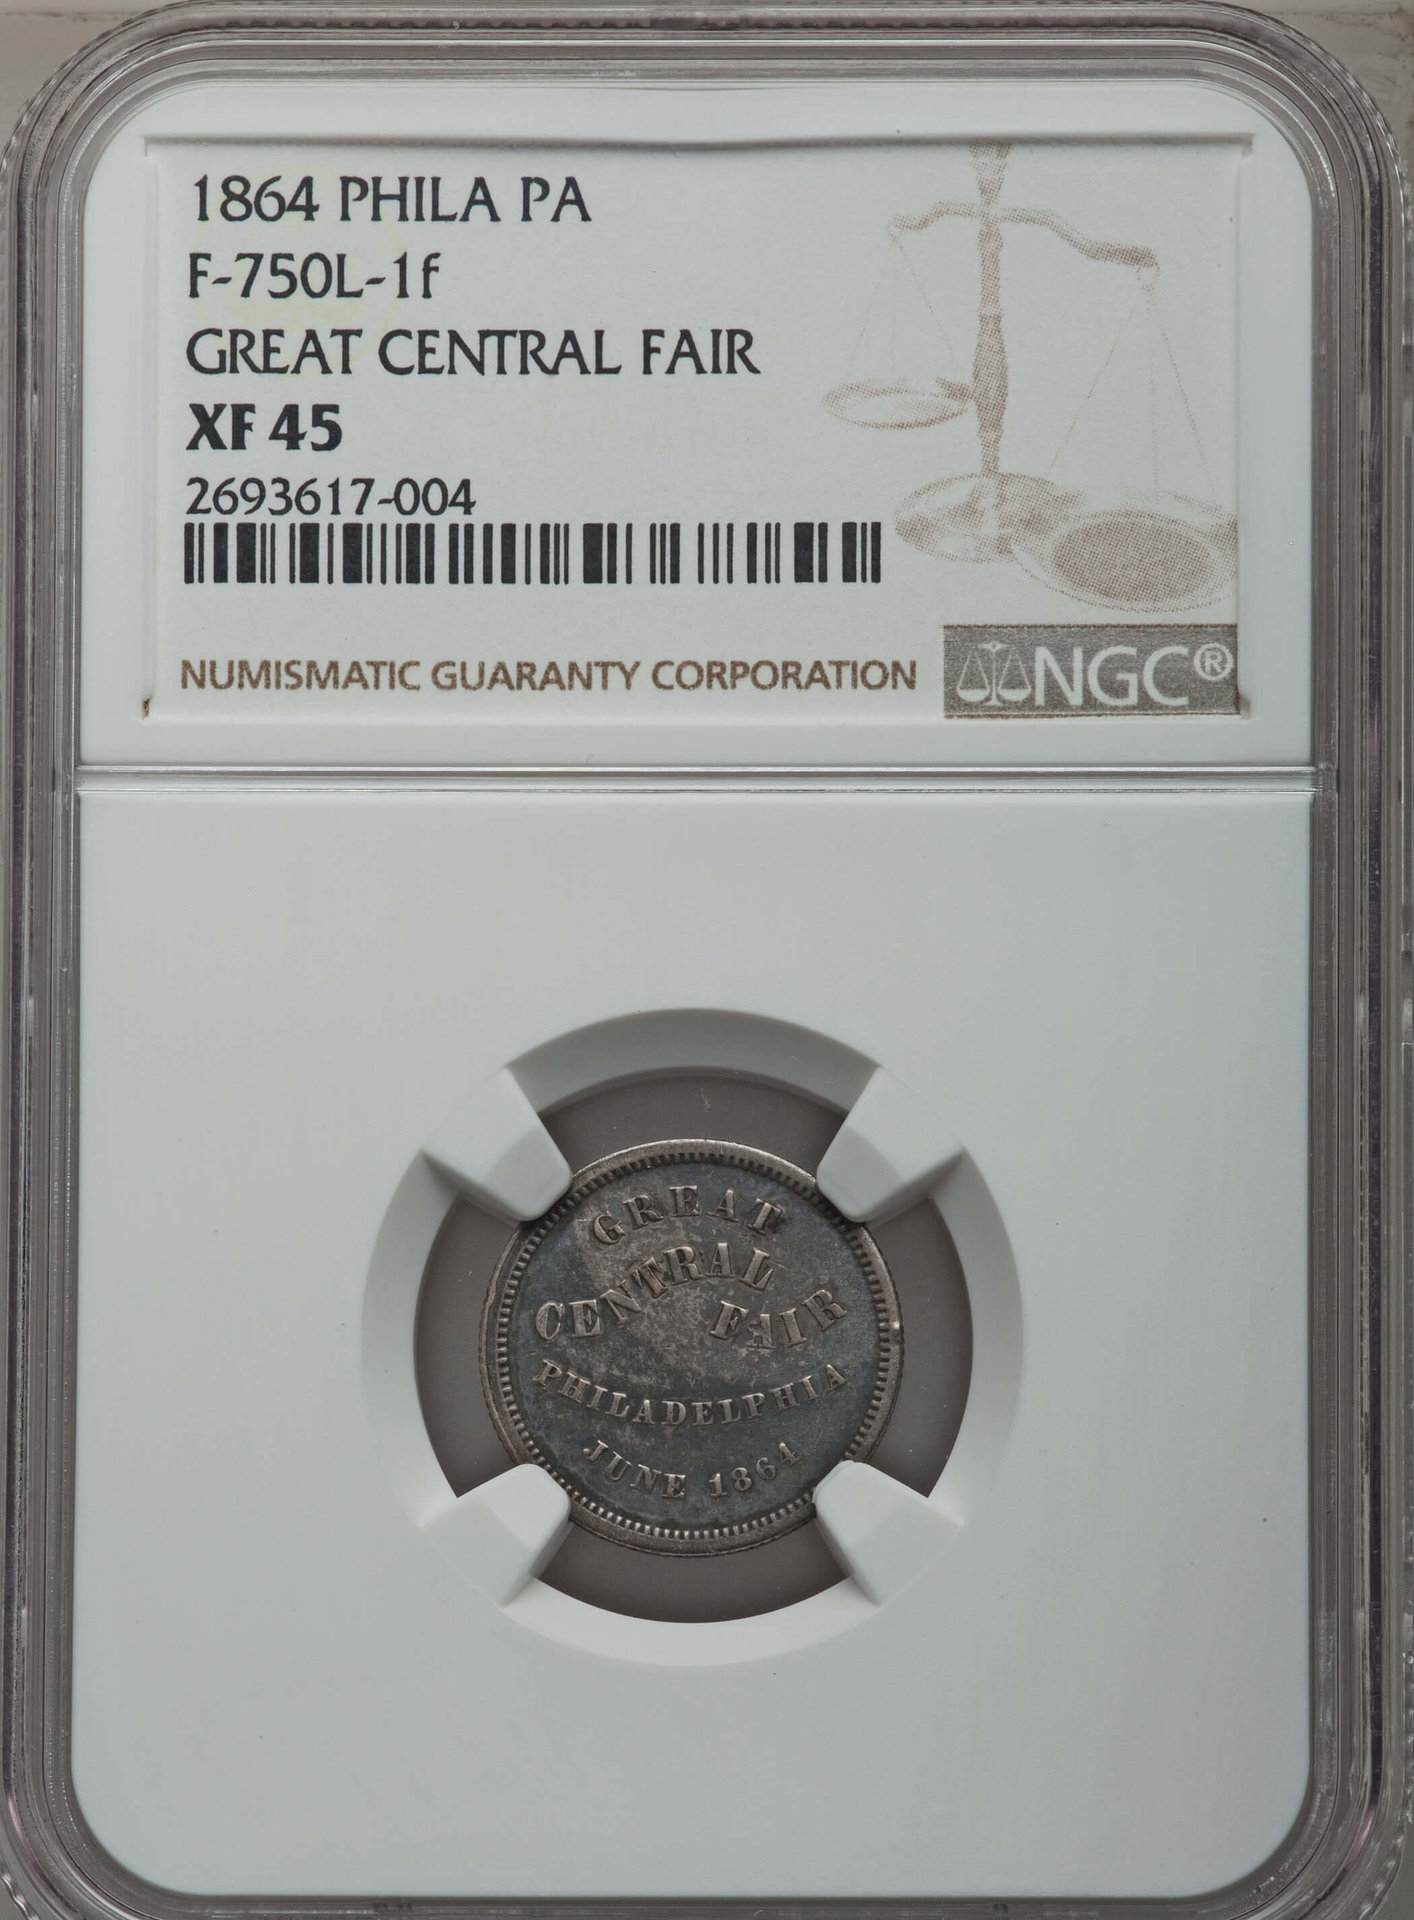 1864 PHILA PA
F-750L-1f
GREAT CENTRAL FAIR
XF 45
2693617-004
NUMISMATIC GUARANTY CORPORATION
NGC®
GREAT
CENTRAL
FAIR
PHILADELPHIA
JUNE 1864